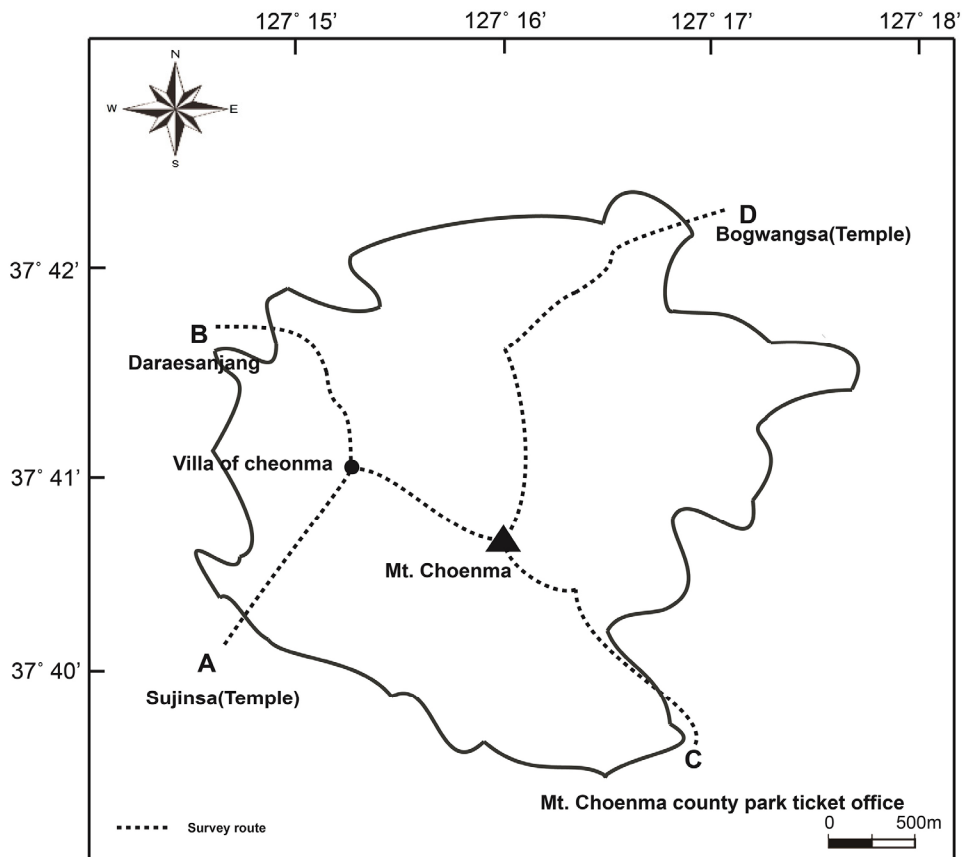 127° 15’ 127° 16’ 127° 17’ 127° 18’
N
W E
S
D
Bogwangsa(Temple)
37° 42’
B
Daraesanjang
Villa of cheonma
37° 41’
Mt. Choenma
A
37° 40’
Sujinsa(Temple)
C
Mt. Choenma county park ticket office
Survey route
0 500m